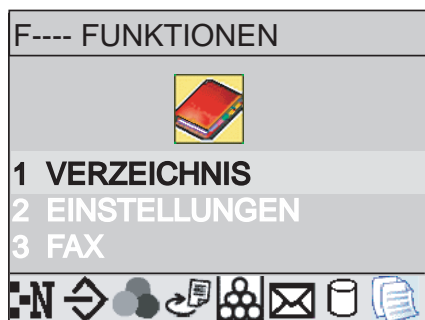 F---- FUNKTIONEN
1 VERZEICHNIS
2 EINSTELLUNGEN
3 FAX
:-N